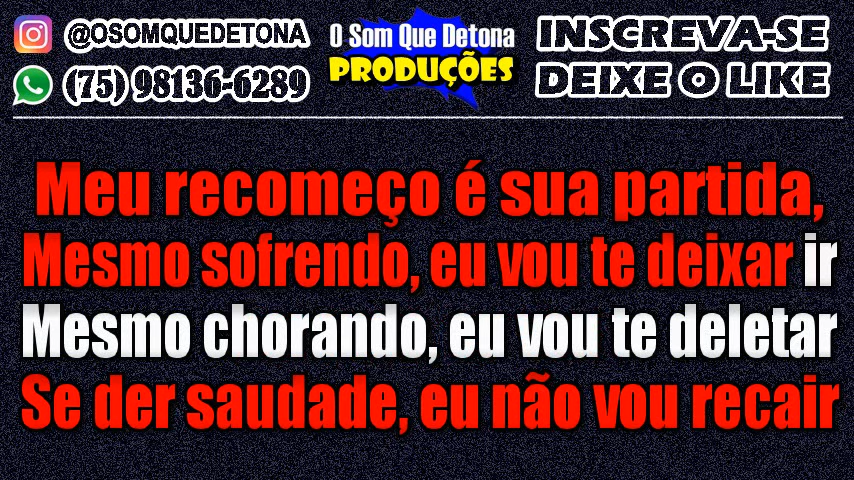 @OSOMQUEDETONA
(75) 98136-6289
O Som Que Detona
PRODUÇÕES
INSCREVA-SE
DEIXE O LIKE
Meu recomeço é sua partida,
Mesmo sofrendo, eu vou te deixar ir
Mesmo chorando, eu vou te deletar
Se der saudade, eu não vou recair